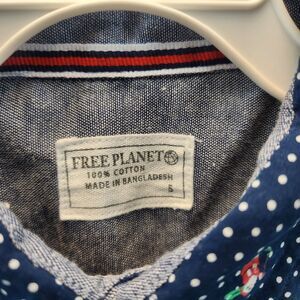 FREE PLANET
100% COTTON
MADE IN BANGLADESH
S